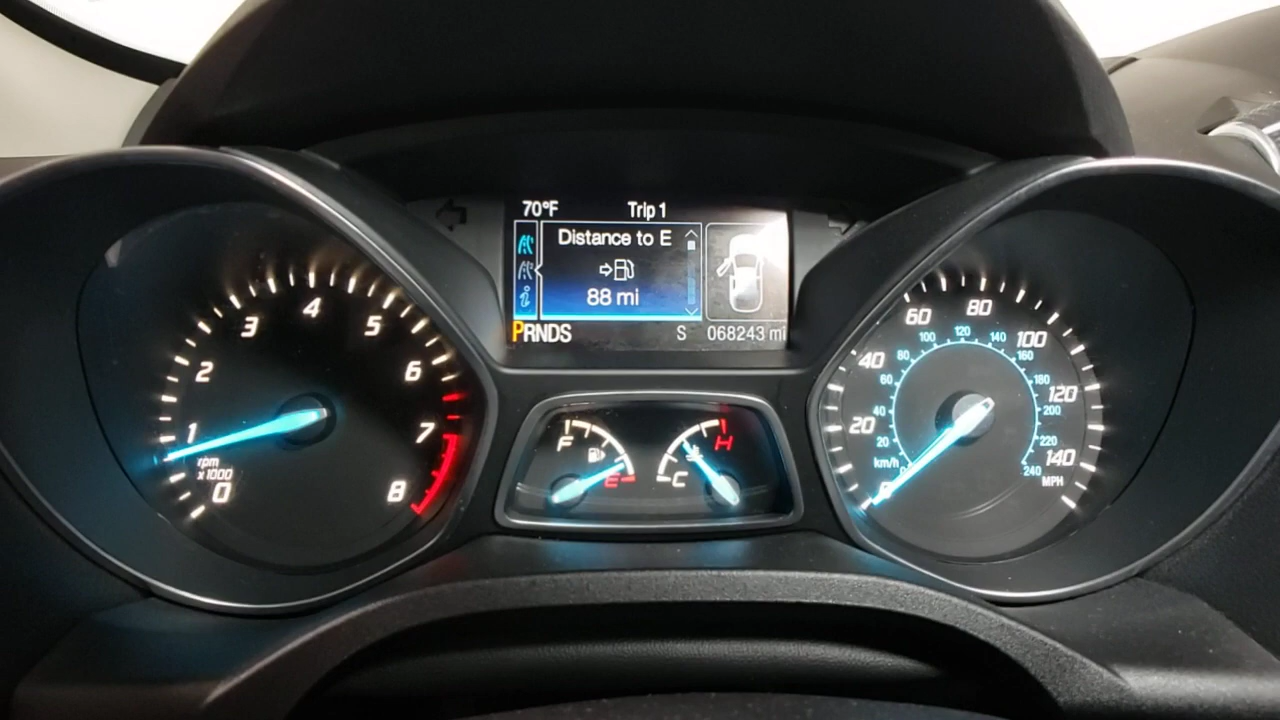 70°F Trip 1
Distance to E
88 mi
PRNDS S 068243 mi
0
1
2
3
4
5
6
7
8
rpm
x1000
F
E
C
H
20
40
60
80
100
120
140
MPH
km/h
20
40
60
80
100
120
140
160
180
200
220
240